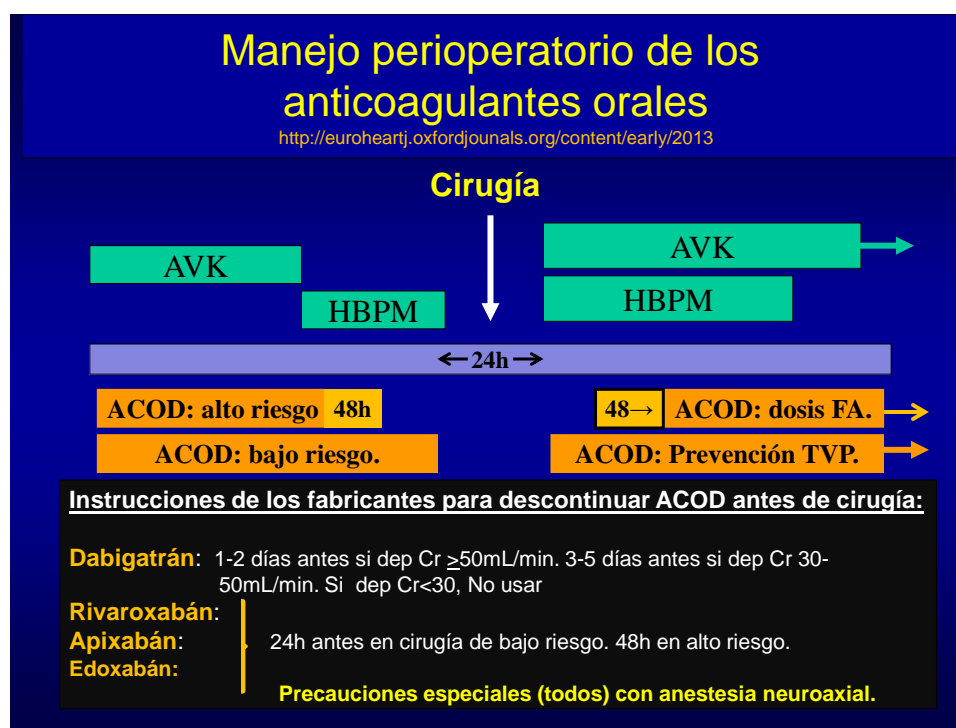 Manejo perioperatorio de los
anticoagulantes orales
http://euroheartj.oxfordjounals.org/content/early/2013
Cirugía
AVK
AVK
HBPM
HBPM
←24h→
ACOD: alto riesgo 48h
48→ ACOD: dosis FA.
ACOD: bajo riesgo.
ACOD: Prevención TVP.
Instrucciones de los fabricantes para descontinuar ACOD antes de cirugía:
Dabigatrán: 1-2 días antes si dep Cr ≥50mL/min. 3-5 días antes si dep Cr 30-
50mL/min. Si dep Cr<30, No usar
Rivaroxabán:
Apixabán: 24h antes en cirugía de bajo riesgo. 48h en alto riesgo.
Edoxabán:
Precauciones especiales (todos) con anestesia neuroaxial.